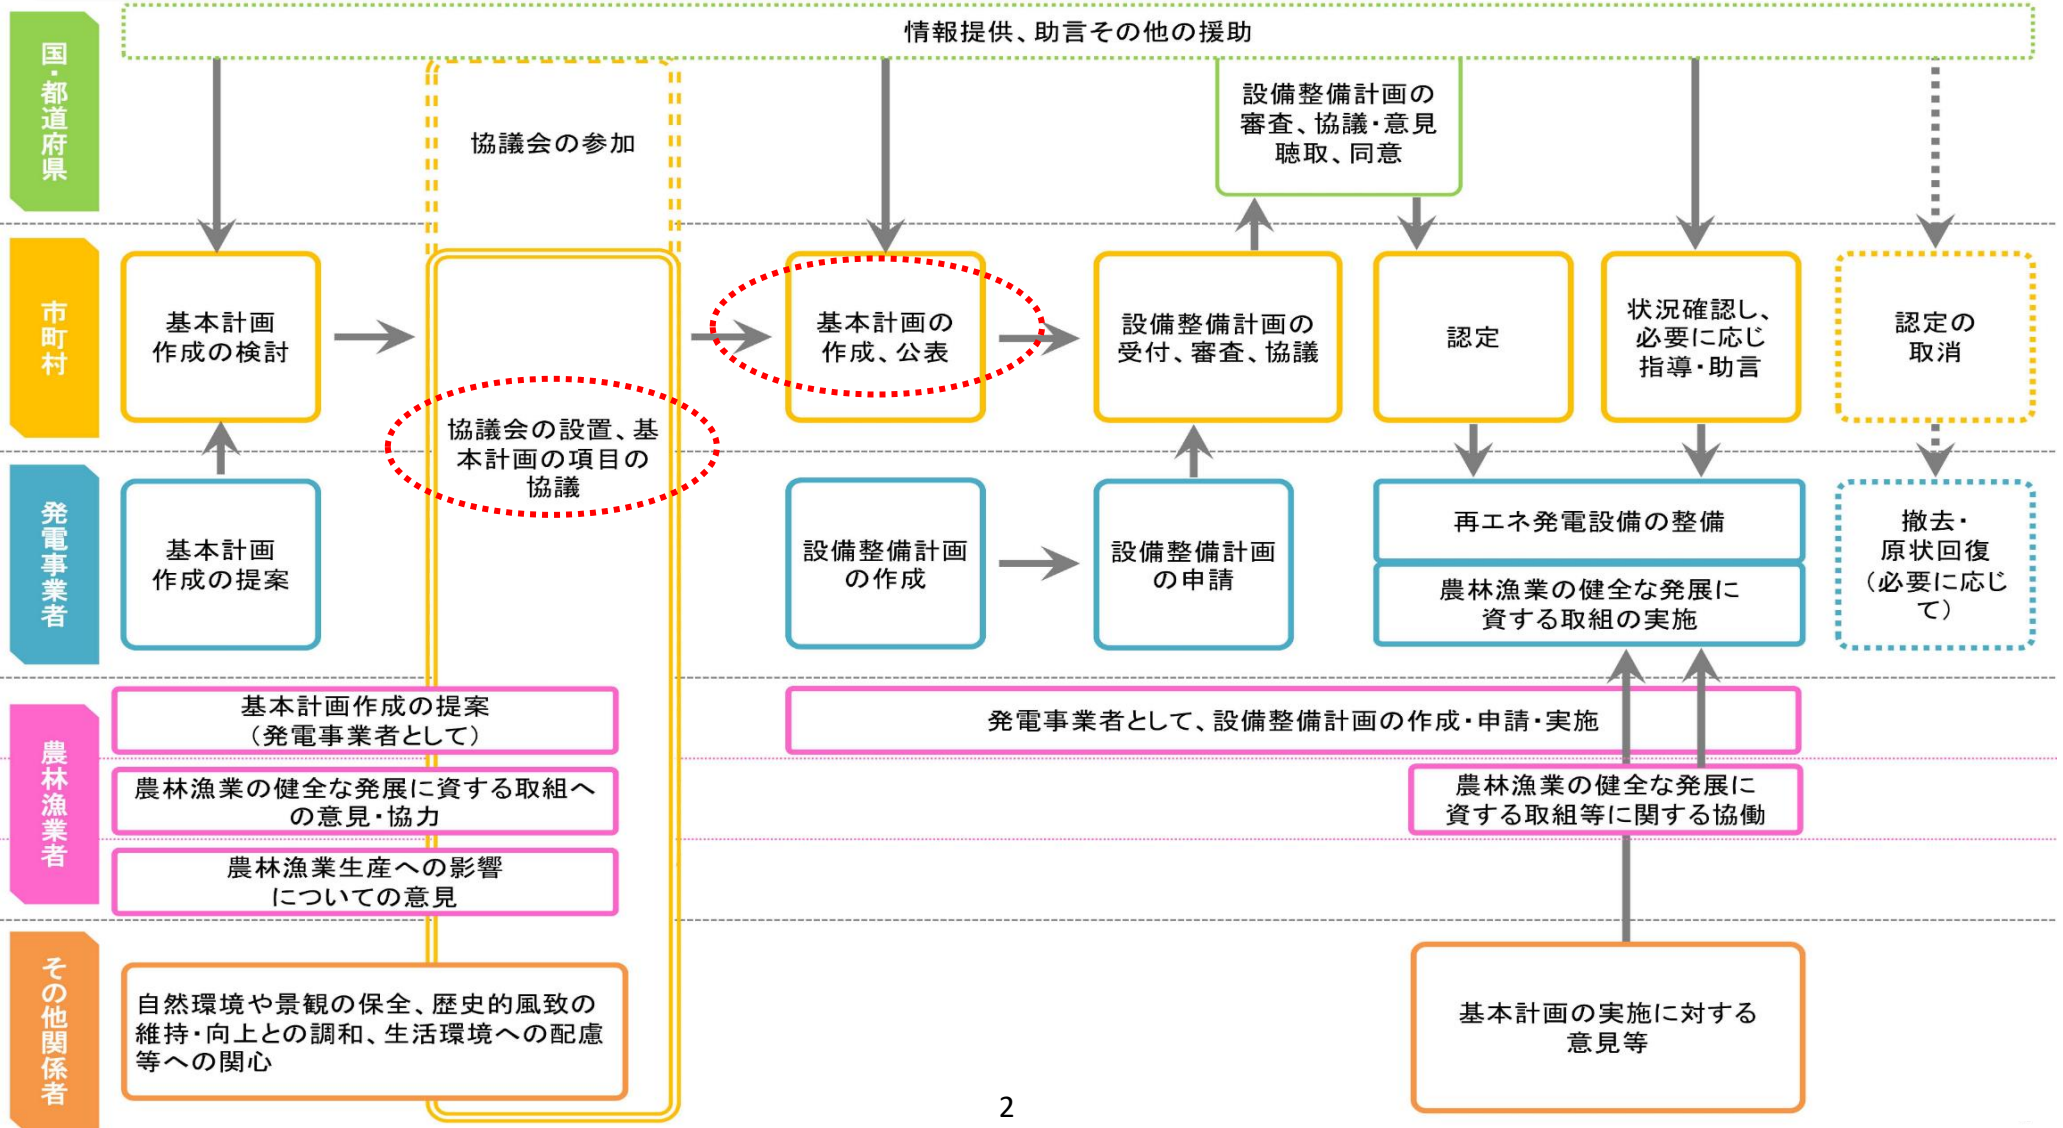 国・都道府県
情報提供、助言その他の援助
協議会の参加
設備整備計画の
審査、協議・意見
聴取、同意
市町村
基本計画
作成の検討
協議会の設置、基
本計画の項目の
協議
基本計画の
作成、公表
設備整備計画の
受付、審査、協議
認定
状況確認し、
必要に応じ
指導・助言
認定の
取消
発電事業者
基本計画
作成の提案
設備整備計画
の作成
設備整備計画
の申請
再エネ発電設備の整備
農林漁業の健全な発展に
資する取組の実施
撤去・
原状回復
（必要に応じ
て）
農林漁業者
基本計画作成の提案
（発電事業者として）
農林漁業の健全な発展に資する取組へ
の意見・協力
農林漁業生産への影響
についての意見
発電事業者として、設備整備計画の作成・申請・実施
農林漁業の健全な発展に
資する取組等に関する協働
その他関係者
自然環境や景観の保全、歴史的風致の
維持・向上との調和、生活環境への配慮
等への関心
基本計画の実施に対する
意見等
2